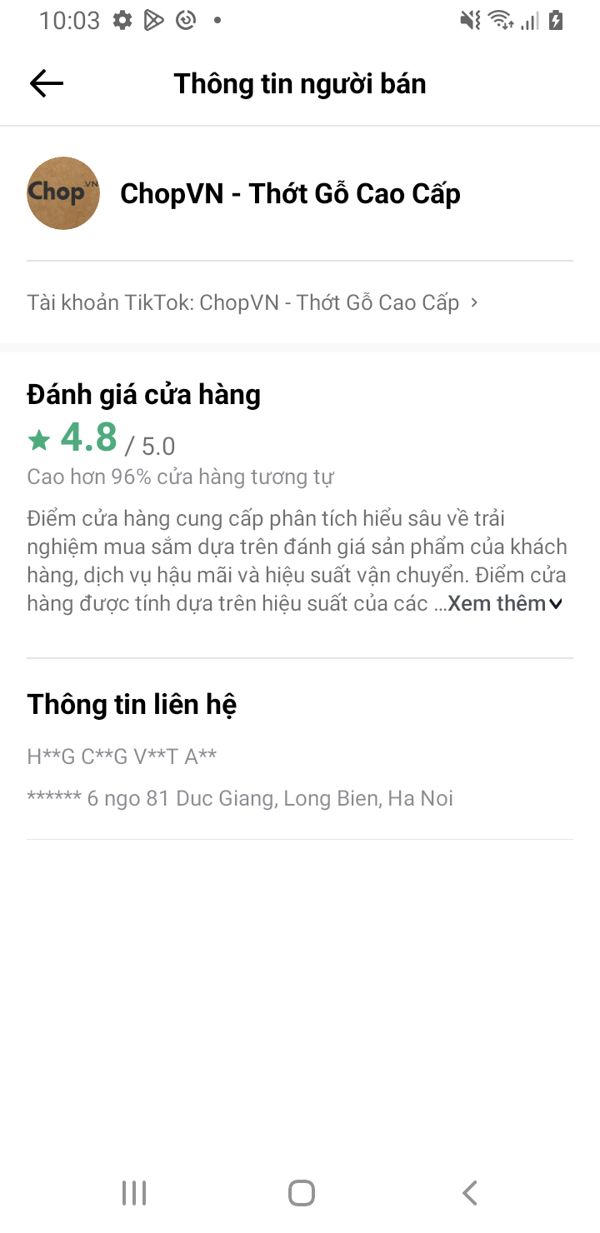 10:03
Thông tin người bán
Chop VN
ChopVN - Thớt Gỗ Cao Cấp
Tài khoản TikTok: ChopVN - Thớt Gỗ Cao Cấp
Đánh giá cửa hàng
4.8 / 5.0
Cao hơn 96% cửa hàng tương tự
Điểm cửa hàng cung cấp phân tích hiểu sâu về trải
nghiệm mua sắm dựa trên đánh giá sản phẩm của khách
hàng, dịch vụ hậu mãi và hiệu suất vận chuyển. Điểm cửa
hàng được tính dựa trên hiệu suất của các ...Xem thêm
Thông tin liên hệ
H**G C**G V**T A**
****** 6 ngo 81 Duc Giang, Long Bien, Ha Noi